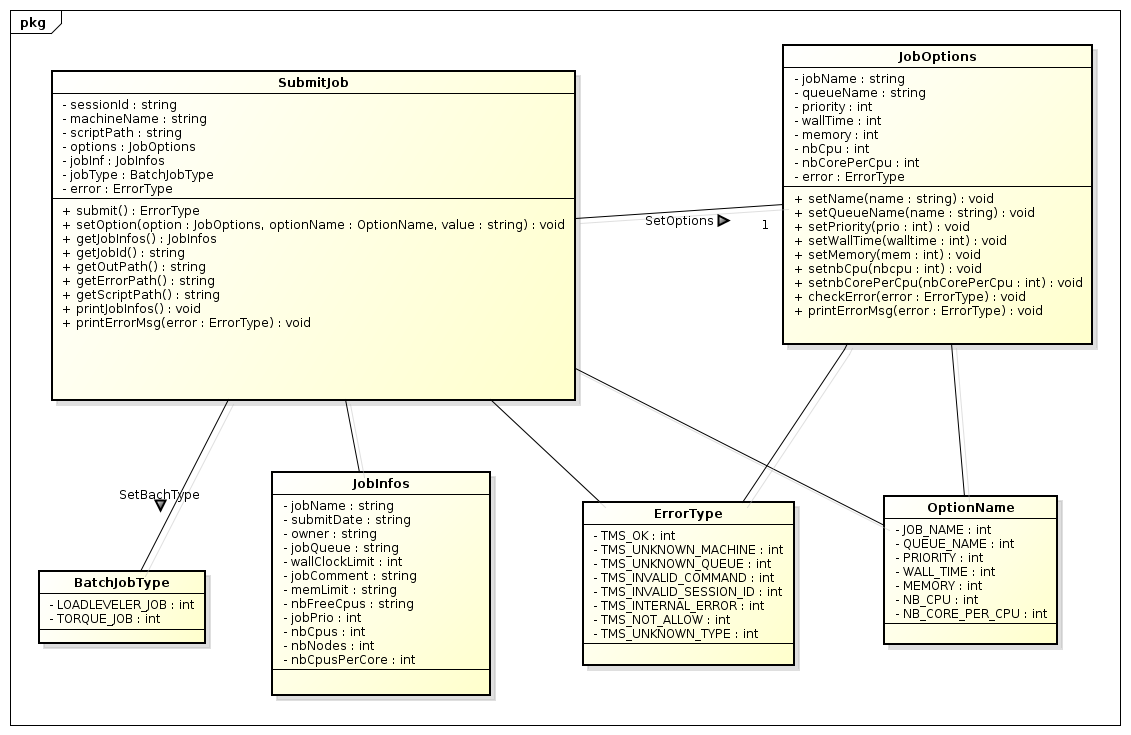 pkg
SubmitJob
- sessionId : string
- machineName : string
- scriptPath : string
- options : JobOptions
- jobInf : JobInfos
- jobType : BatchJobType
- error : ErrorType
+ submit() : ErrorType
+ setOption(option : JobOptions, optionName : OptionName, value : string) : void
+ getJobInfos() : JobInfos
+ getJobId() : string
+ getOutPath() : string
+ getErrorPath() : string
+ getScriptPath() : string
+ printJobInfos() : void
+ printErrorMsg(error : ErrorType) : void
SetOptions
1
JobOptions
- jobName : string
- queueName : string
- priority : int
- wallTime : int
- memory : int
- nbCpu : int
- nbCorePerCpu : int
- error : ErrorType
+ setName(name : string) : void
+ setQueueName(name : string) : void
+ setPriority(prio : int) : void
+ setWallTime(walltime : int) : void
+ setMemory(mem : int) : void
+ setnbCpu(nbcpu : int) : void
+ setnbCorePerCpu(nbCorePerCpu : int) : void
+ checkError(error : ErrorType) : void
+ printErrorMsg(error : ErrorType) : void
SetBachType
BatchJobType
- LOADLEVELER_JOB : int
- TORQUE_JOB : int
JobInfos
- jobName : string
- submitDate : string
- owner : string
- jobQueue : string
- wallClockLimit : int
- jobComment : string
- memLimit : string
- nbFreeCpus : string
- jobPrio : int
- nbCpus : int
- nbNodes : int
- nbCpusPerCore : int
ErrorType
- TMS_OK : int
- TMS_UNKNOWN_MACHINE : int
- TMS_UNKNOWN_QUEUE : int
- TMS_INVALID_COMMAND : int
- TMS_INVALID_SESSION_ID : int
- TMS_INTERNAL_ERROR : int
- TMS_NOT_ALLOW : int
- TMS_UNKNOWN_TYPE : int
OptionName
- JOB_NAME : int
- QUEUE_NAME : int
- PRIORITY : int
- WALL_TIME : int
- MEMORY : int
- NB_CPU : int
- NB_CORE_PER_CPU : int